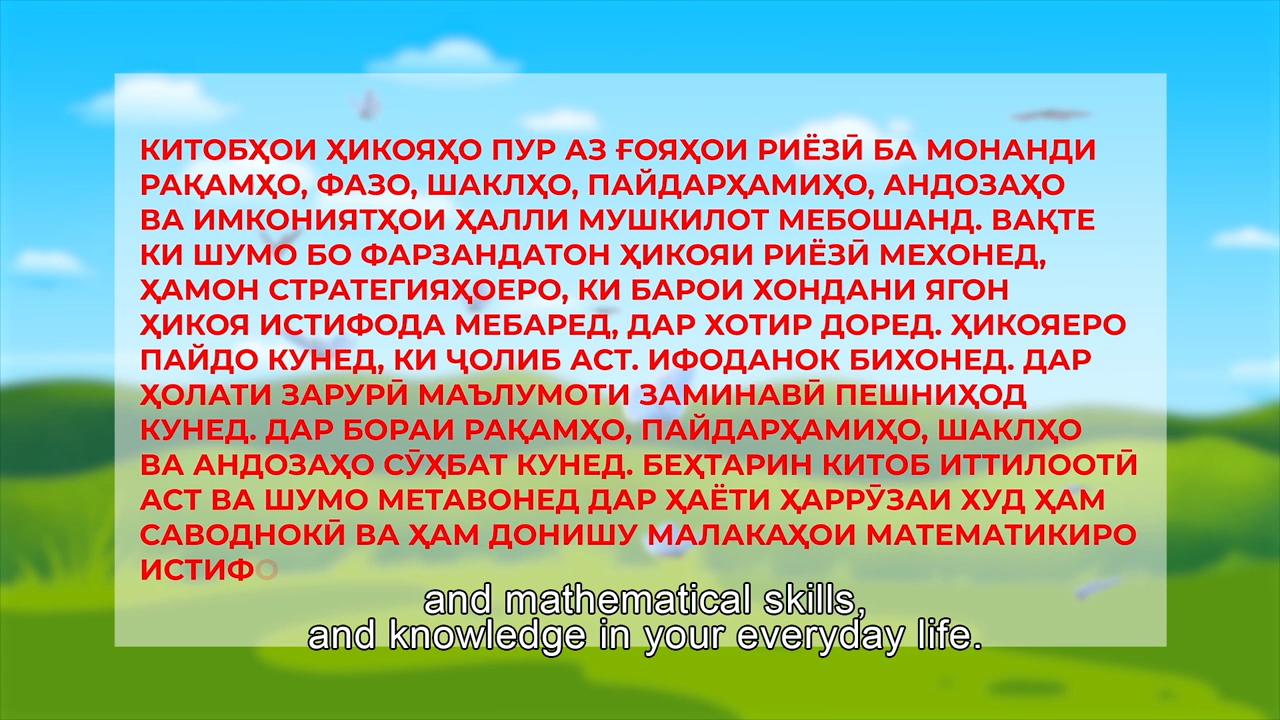 КИТОБҲОИ ҲИКОЯҲО ПУР АЗ ҒОЯҲОИ РИЁЗӢ БА МОНАНДИ
РАҚАМҲО, ФАЗО, ШАКЛҲО, ПАЙДАРҲАМИҲО, АНДОЗАҲО
ВА ИМКОНИЯТҲОИ ҲАЛЛИ МУШКИЛОТ МЕБОШАНД. ВАҚТЕ
КИ ШУМО БО ФАРЗАНДАТОН ҲИКОЯИ РИЁЗӢ МЕХОНЕД,
ҲАМОН СТРАТЕГИЯҲОЕРО, КИ БАРОИ ХОНДАНИ ЯГОН
ҲИКОЯ ИСТИФОДА МЕБАРЕД, ДАР ХОТИР ДОРЕД. ҲИКОЯЕРО
ПАЙДО КУНЕД, КИ ҶОЛИБ АСТ. ИФОДАНОК БИХОНЕД. ДАР
ҲОЛАТИ ЗАРУРӢ МАЪЛУМОТИ ЗАМИНАВӢ ПЕШНИҲОД
КУНЕД. ДАР БОРАИ РАҚАМҲО, ПАЙДАРҲАМИҲО, ШАКЛҲО
ВА АНДОЗАҲО СӮҲБАТ КУНЕД. БЕҲТАРИН КИТОБ ИТТИЛООТӢ
АСТ ВА ШУМО МЕТАВОНЕД ДАР ҲАЁТИ ҲАРРӮЗАИ ХУД ҲАМ
САВОДНОКӢ ВА ҲАМ ДОНИШУ МАЛАКАҲОИ МАТЕМАТИКИРО
ИСТИФО
and mathematical skills,
and knowledge in your everyday life.